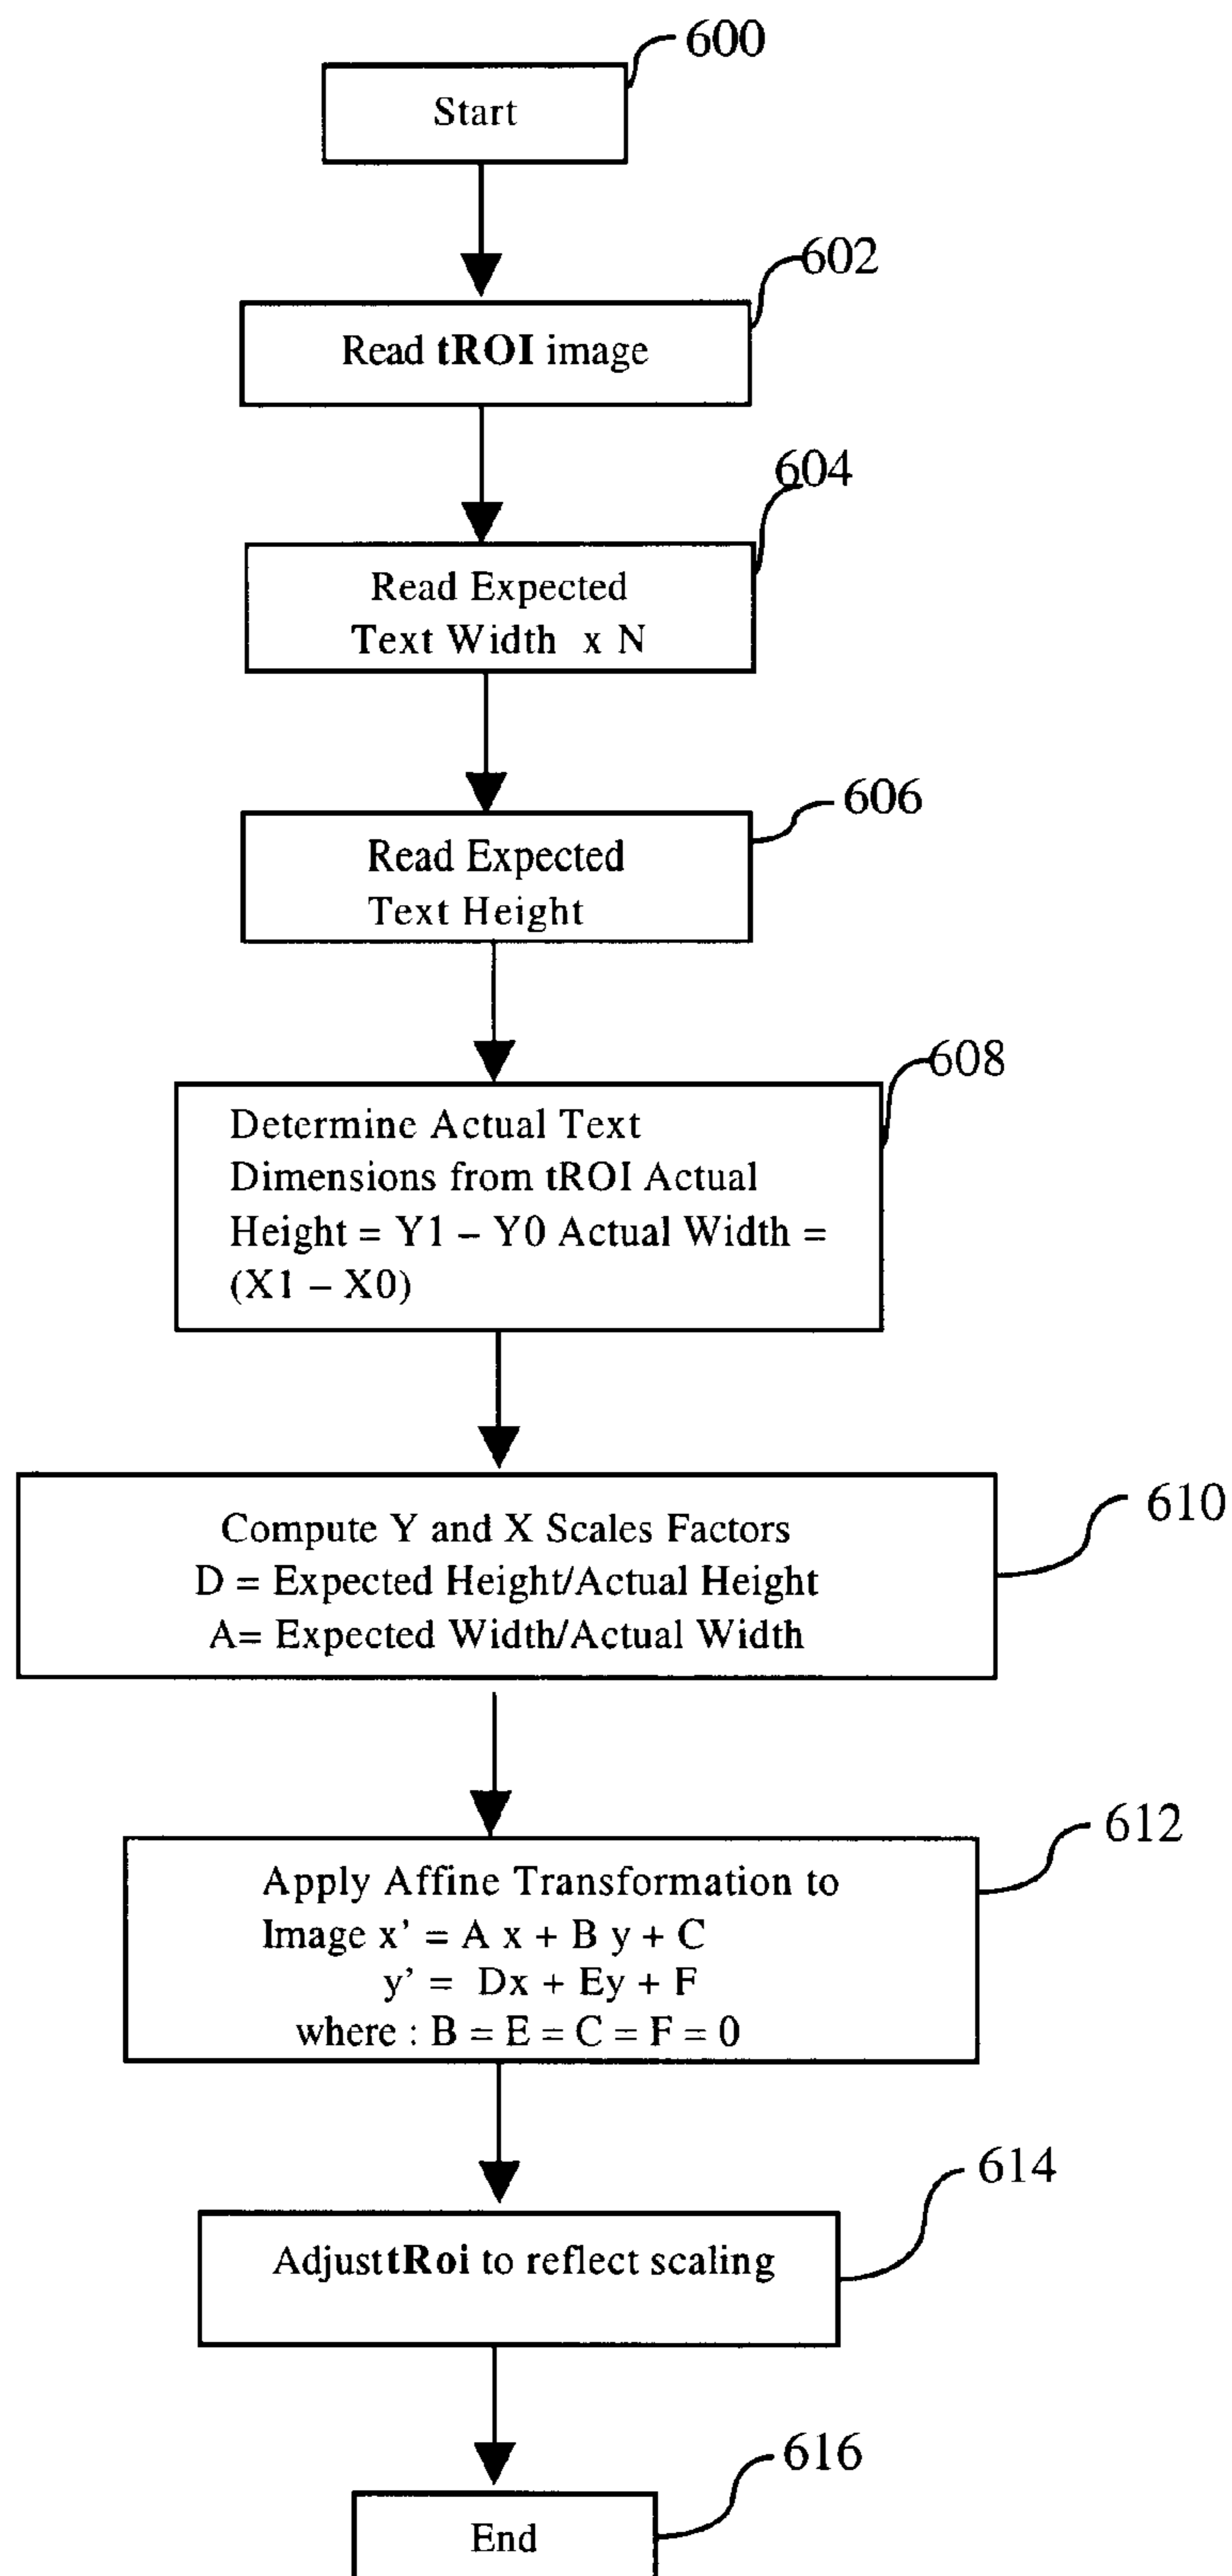 600
Start
602
Read tROI image
604
Read Expected
Text Width x N
606
Read Expected
Text Height
608
Determine Actual Text
Dimensions from tROI Actual
Height = Y1 – Y0 Actual Width =
(X1 – X0)
610
Compute Y and X Scales Factors
D = Expected Height/Actual Height
A= Expected Width/Actual Width
612
Apply Affine Transformation to
Image x’ = A x + B y + C
y’ = Dx + Ey + F
where : B = E = C = F = 0
614
Adjust tRoi to reflect scaling
616
End